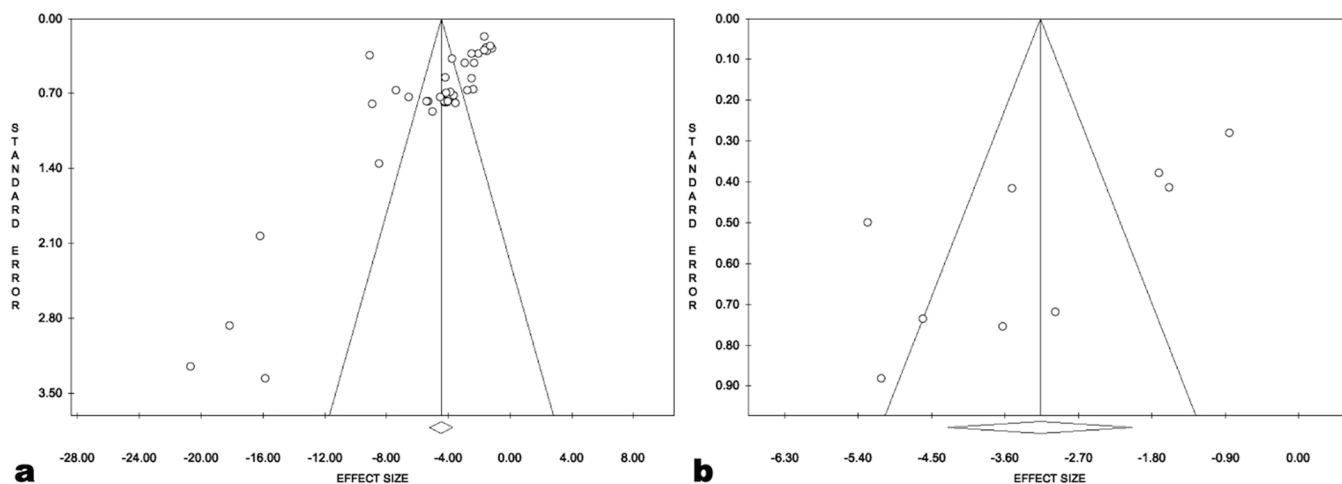 0.00
0.70
1.40
2.10
2.80
3.50
STANDARD ERROR
-28.00 -24.00 -20.00 -16.00 -12.00 -8.00 -4.00 0.00 4.00 8.00
EFFECT SIZE
a
0.00
0.10
0.20
0.30
0.40
0.50
0.60
0.70
0.80
0.90
STANDARD ERROR
-6.30 -5.40 -4.50 -3.60 -2.70 -1.80 -0.90 0.00
EFFECT SIZE
b